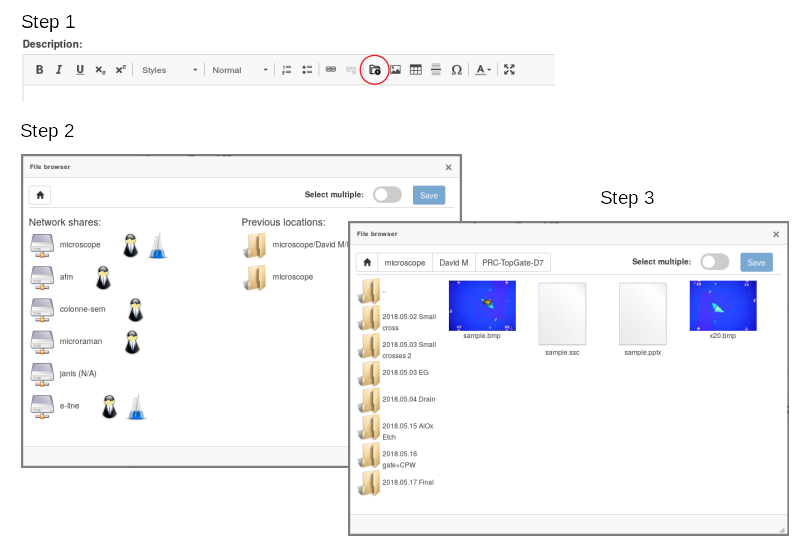 Step 1
Description:
B I U x₂ x² Styles Normal Ω A
Step 2
File browser
Select multiple: Save
Network shares:
microscope
afm
colonne-sem
microraman
janis (N/A)
e-line
Previous locations:
microscope/David M/
microscope
Step 3
File browser
microscope David M PRC-TopGate-D7
Select multiple: Save
..
2018.05.02 Small
cross
2018.05.03 Small
crosses 2
2018.05.03 EG
2018.05.04 Drain
2018.05.15 AlOx
Etch
2018.05.16
gate+CPW
2018.05.17 Final
sample.bmp
sample.ssc
sample.pptx
x20.bmp